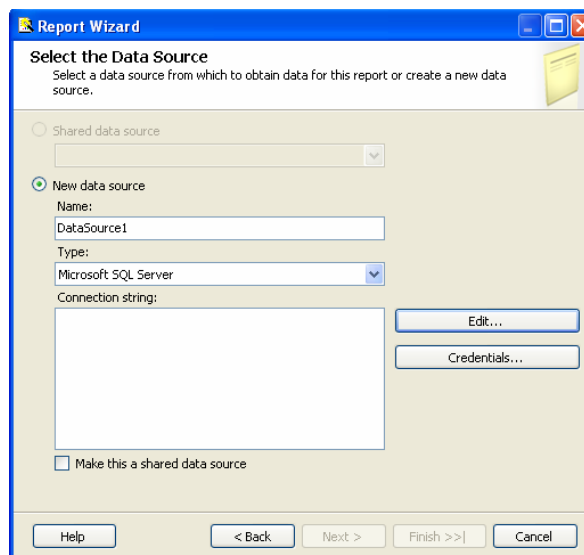 Report Wizard
Select the Data Source
Select a data source from which to obtain data for this report or create a new data
source.
Shared data source
New data source
Name:
DataSource1
Type:
Microsoft SQL Server
Connection string:
Edit...
Credentials...
Make this a shared data source
Help
< Back
Next >
Finish >>|
Cancel